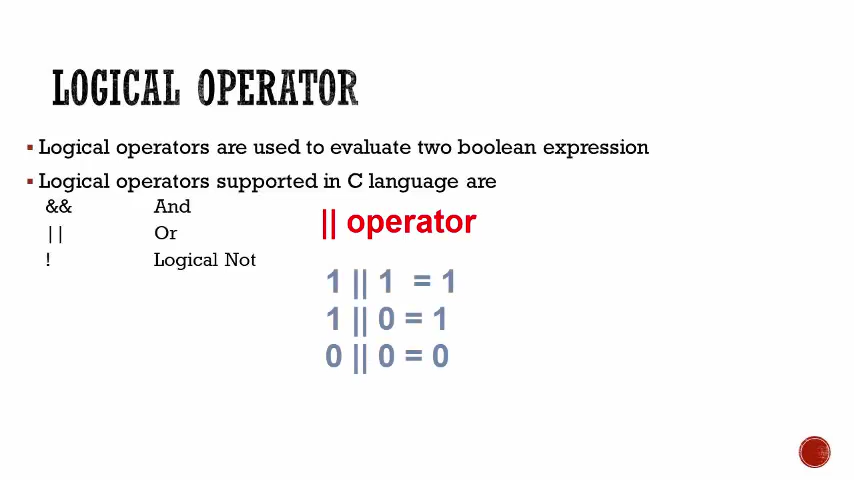 LOGICAL OPERATOR
▪ Logical operators are used to evaluate two boolean expression
▪ Logical operators supported in C language are
&& And
|| Or
! Logical Not
|| operator
1 || 1 = 1
1 || 0 = 1
0 || 0 = 0